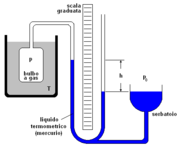 scala
graduata
P
bulbo
a gas
T
h
P₀
liquido
termometrico
(mercurio)
serbatoio